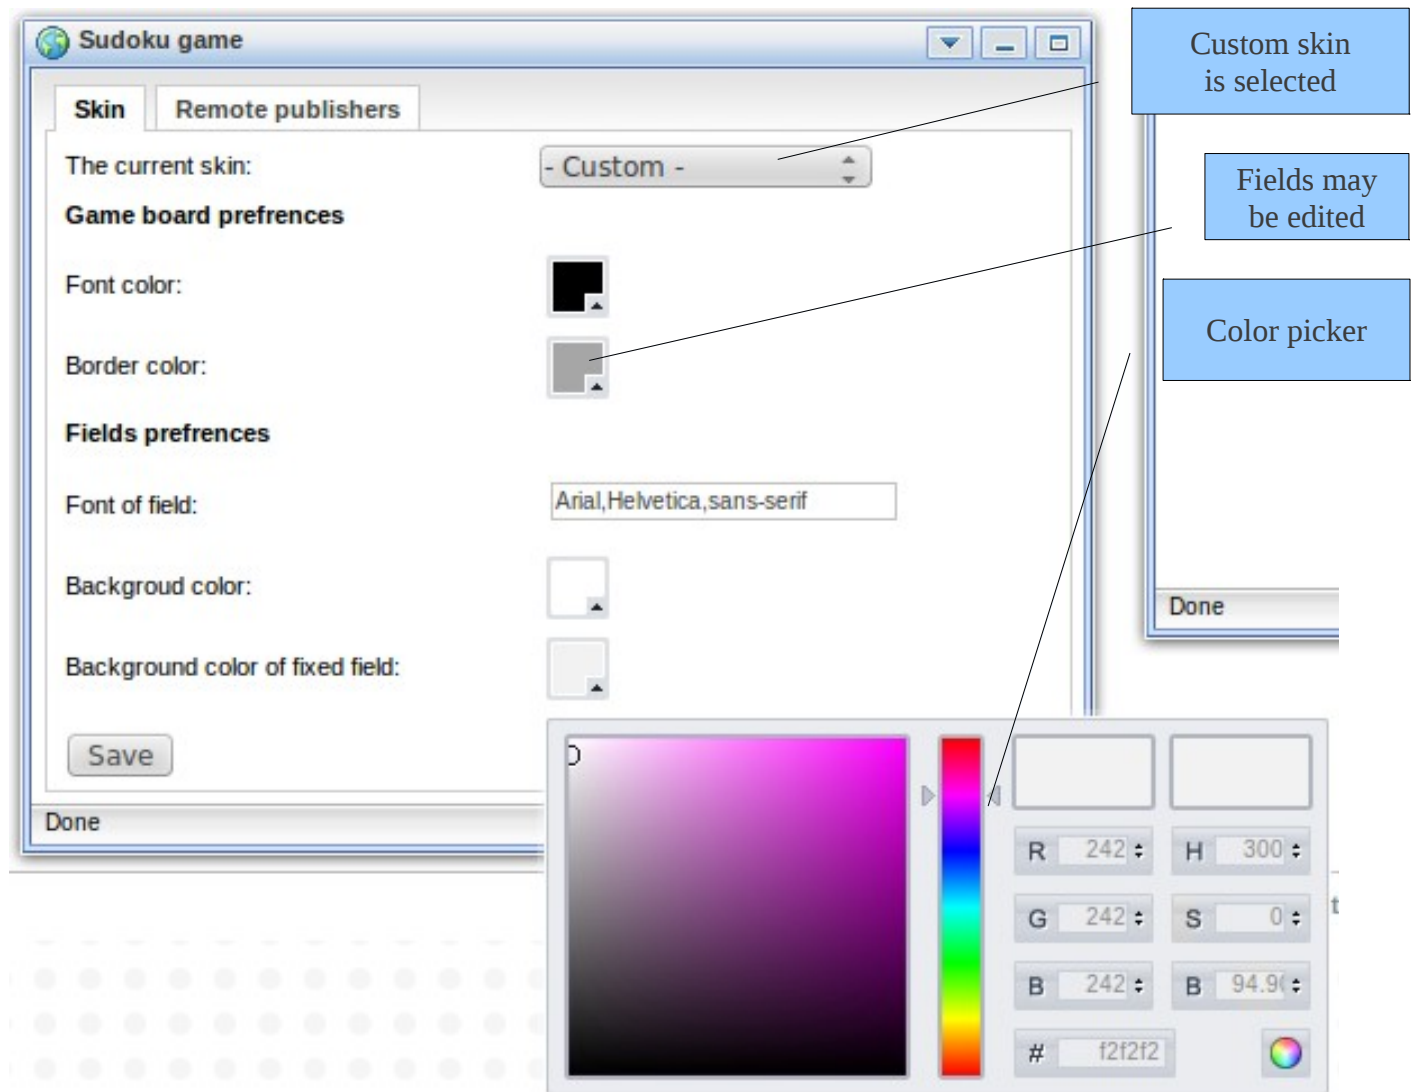 Sudoku game
Custom skin
is selected
Skin
Remote publishers
The current skin:
- Custom -
Fields may
be edited
Game board prefrences
Font color:
Color picker
Border color:
Fields prefrences
Font of field:
Arial,Helvetica,sans-serif
Backgroud color:
Done
Background color of fixed field:
Save
Done
R 242
H 300
G 242
S 0
B 242
B 94.9
# f2f2f2